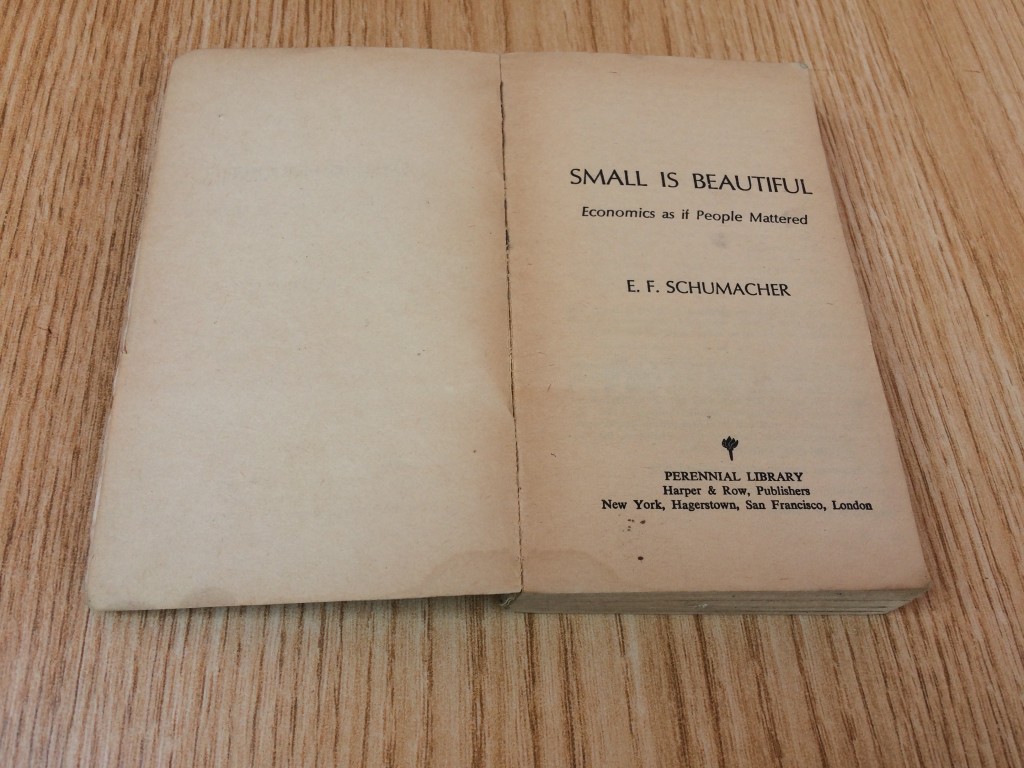 SMALL IS BEAUTIFUL
Economics as if People Mattered
E. F. SCHUMACHER
PERENNIAL LIBRARY
Harper & Row, Publishers
New York, Hagerstown, San Francisco, London